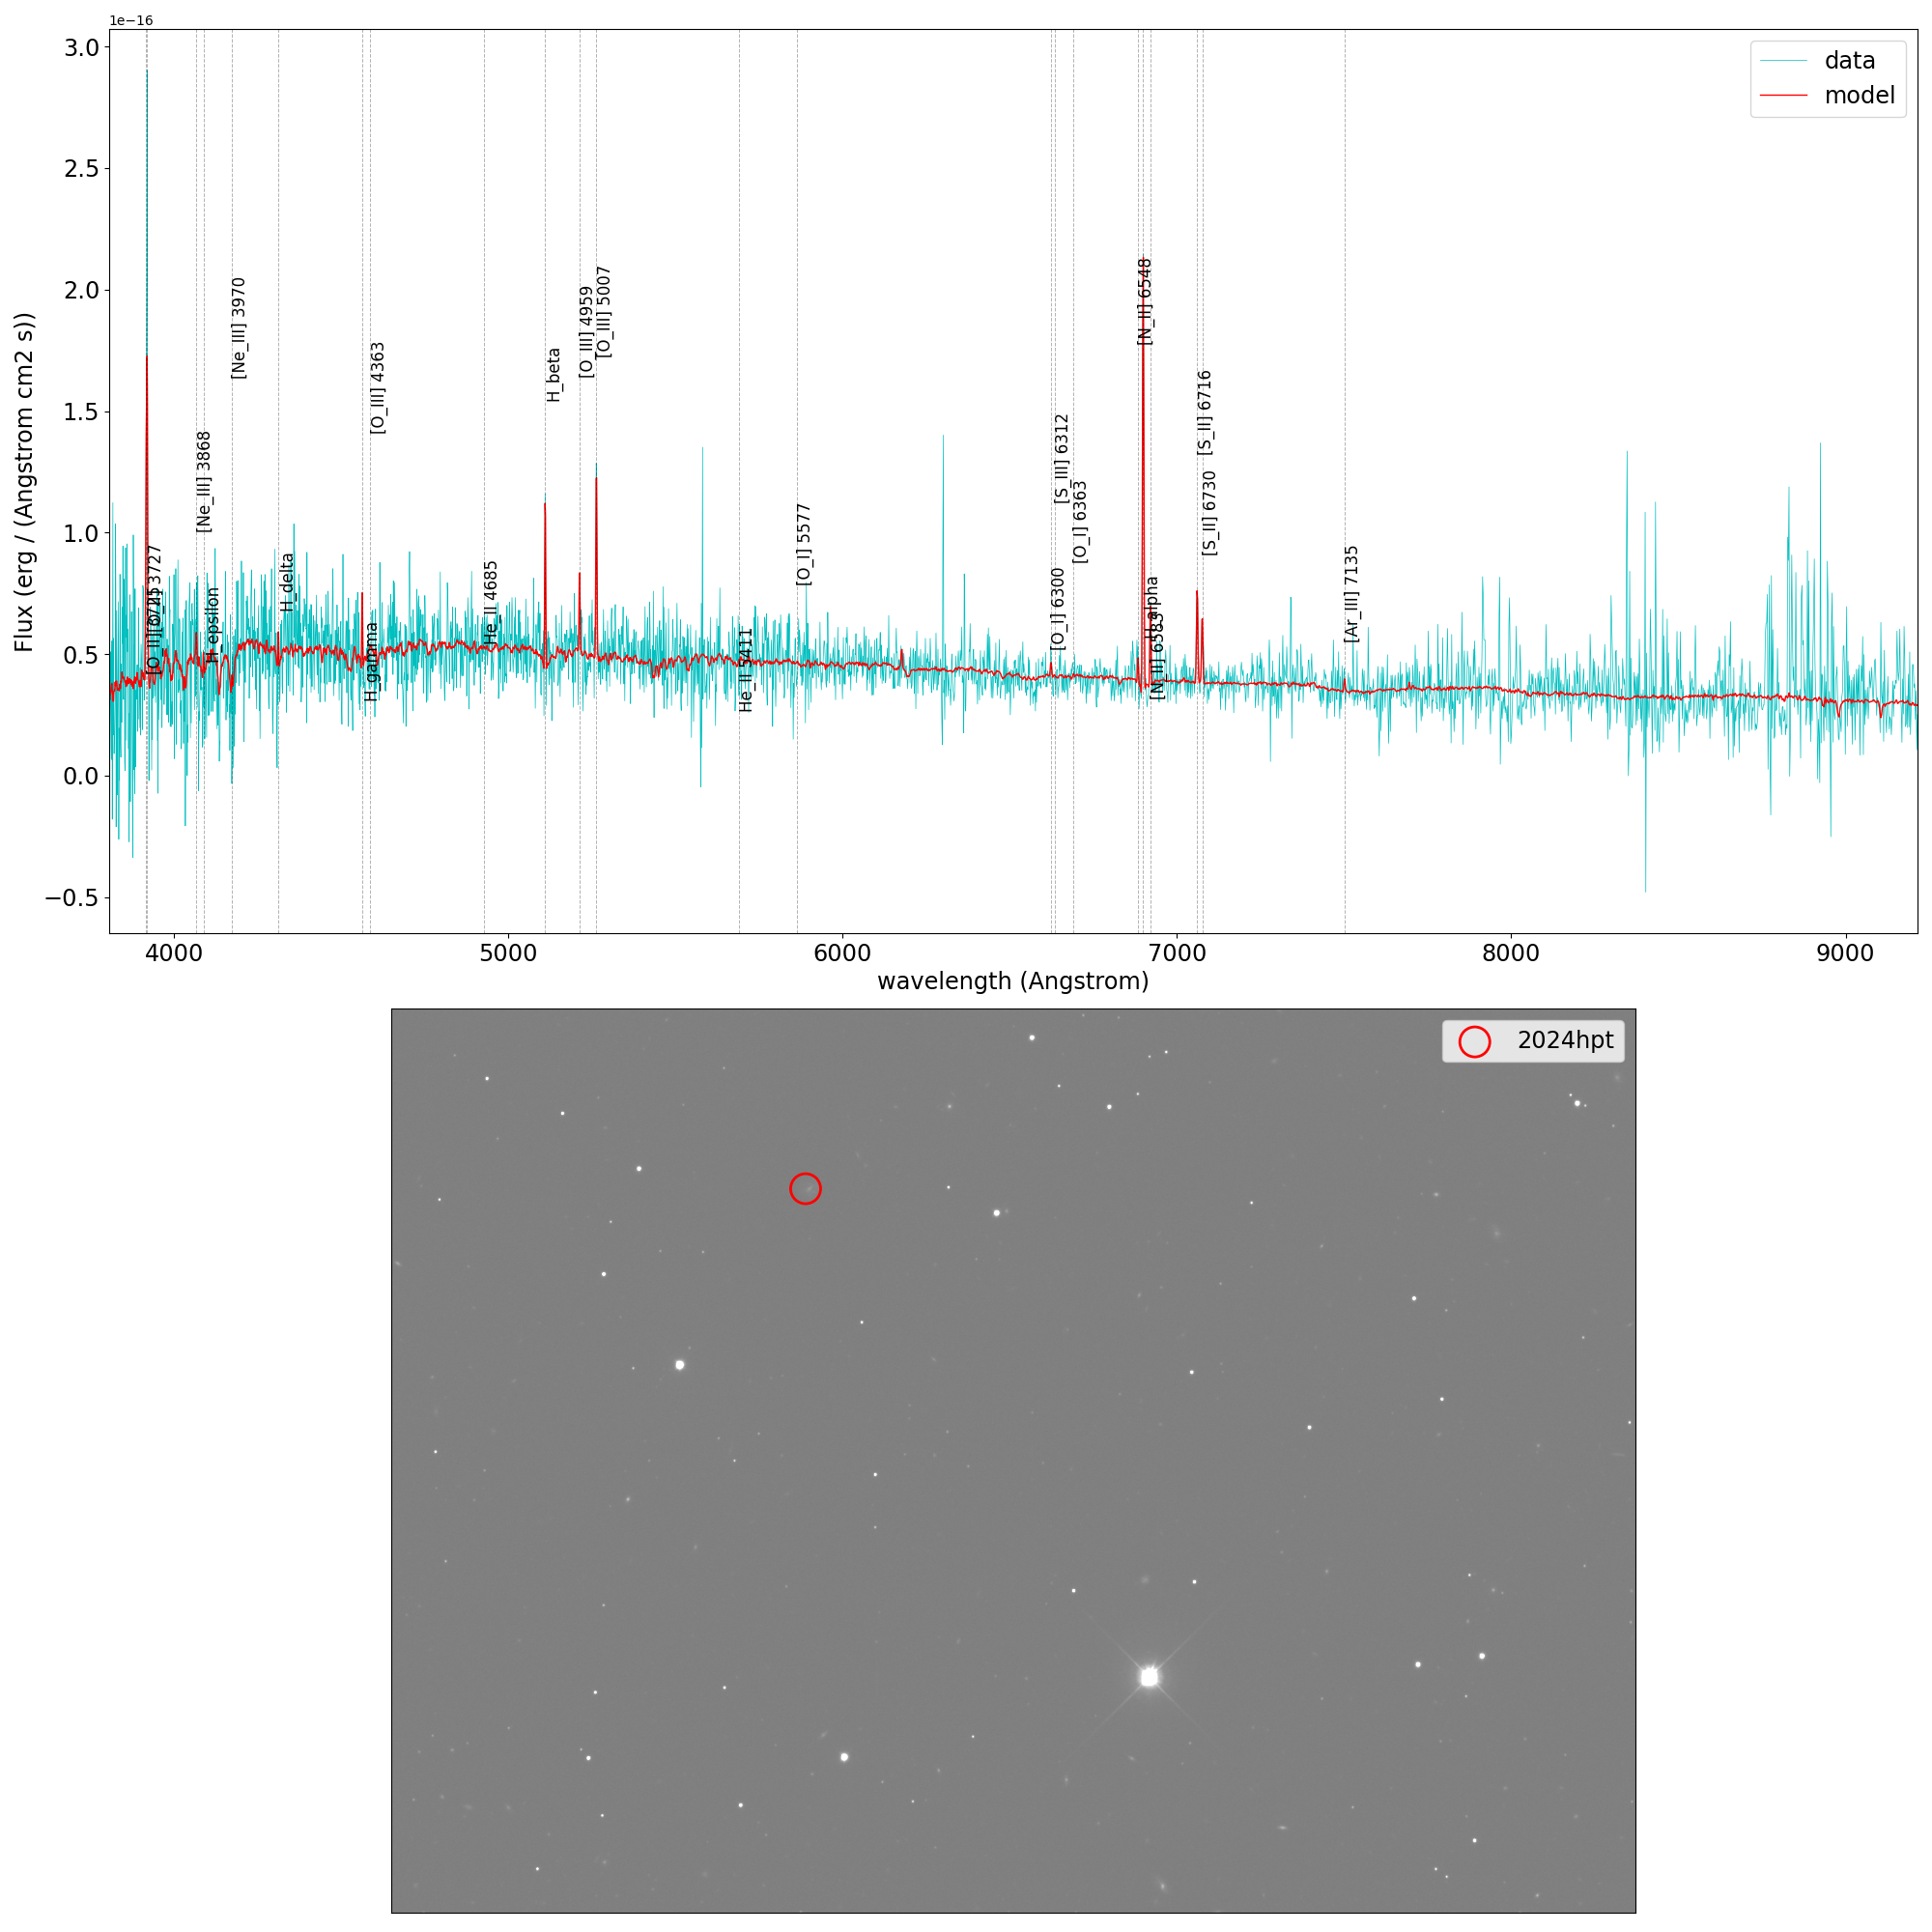 1e−16
3.0
2.5
2.0
1.5
1.0
0.5
0.0
−0.5
Flux (erg / (Angstrom cm2 s))
data
model
[Ne_III] 3868
H_epsilon
[Ne_III] 3970
H_delta
H_gamma
[O_III] 4363
He_II 4685
H_beta
[O_III] 4959
[O_III] 5007
He_II 5411
[O_I] 5577
[O_I] 6300
[S_III] 6312
[O_I] 6363
[N_II] 6548
H_alpha
[N_II] 6583
[S_II] 6716
[S_II] 6730
[Ar_III] 7135
4000
5000
6000
7000
8000
9000
wavelength (Angstrom)
2024hpt